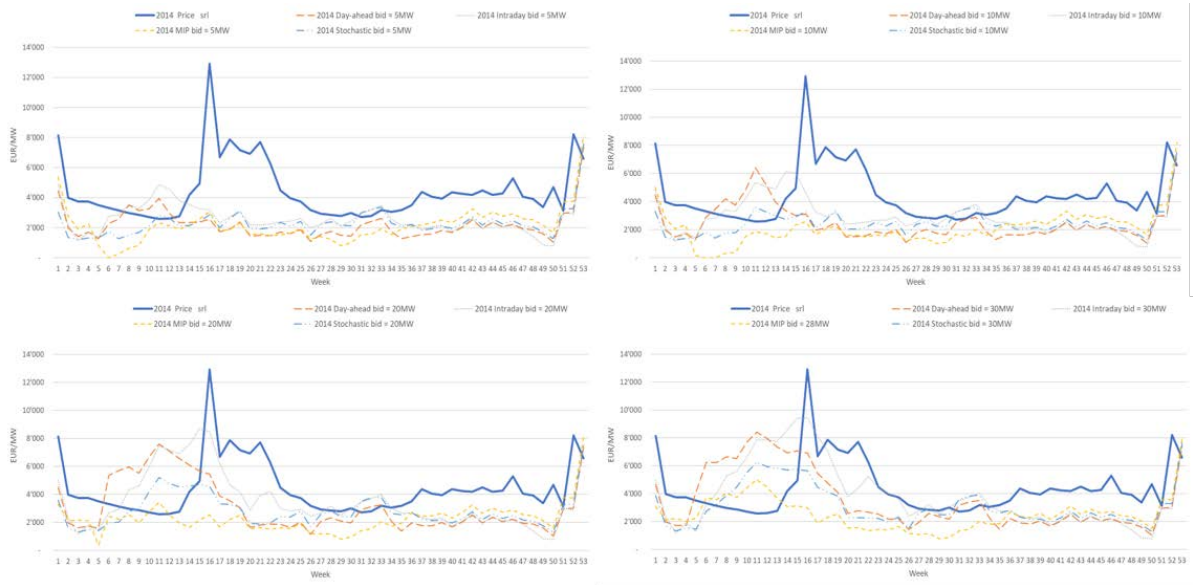 2014 Price srl 2014 Day-ahead bid = 5MW 2014 Intraday bid = 5MW
2014 MIP bid = 5MW 2014 Stochastic bid = 5MW
14'000
12'000
10'000
8'000
6'000
4'000
2'000
-
EUR/MW
1 2 3 4 5 6 7 8 9 10 11 12 13 14 15 16 17 18 19 20 21 22 23 24 25 26 27 28 29 30 31 32 33 34 35 36 37 38 39 40 41 42 43 44 45 46 47 48 49 50 51 52 53
Week
2014 Price srl 2014 Day-ahead bid = 10MW 2014 Intraday bid = 10MW
2014 MIP bid = 10MW 2014 Stochastic bid = 10MW
14'000
12'000
10'000
8'000
6'000
4'000
2'000
-
EUR/MW
1 2 3 4 5 6 7 8 9 10 11 12 13 14 15 16 17 18 19 20 21 22 23 24 25 26 27 28 29 30 31 32 33 34 35 36 37 38 39 40 41 42 43 44 45 46 47 48 49 50 51 52 53
Week
2014 Price srl 2014 Day-ahead bid = 20MW 2014 Intraday bid = 20MW
2014 MIP bid = 20MW 2014 Stochastic bid = 20MW
14'000
12'000
10'000
8'000
6'000
4'000
2'000
-
EUR/MW
1 2 3 4 5 6 7 8 9 10 11 12 13 14 15 16 17 18 19 20 21 22 23 24 25 26 27 28 29 30 31 32 33 34 35 36 37 38 39 40 41 42 43 44 45 46 47 48 49 50 51 52 53
Week
2014 Price srl 2014 Day-ahead bid = 30MW 2014 Intraday bid = 30MW
2014 MIP bid = 28MW 2014 Stochastic bid = 30MW
14'000
12'000
10'000
8'000
6'000
4'000
2'000
-
EUR/MW
1 2 3 4 5 6 7 8 9 10 11 12 13 14 15 16 17 18 19 20 21 22 23 24 25 26 27 28 29 30 31 32 33 34 35 36 37 38 39 40 41 42 43 44 45 46 47 48 49 50 51 52 53
Week